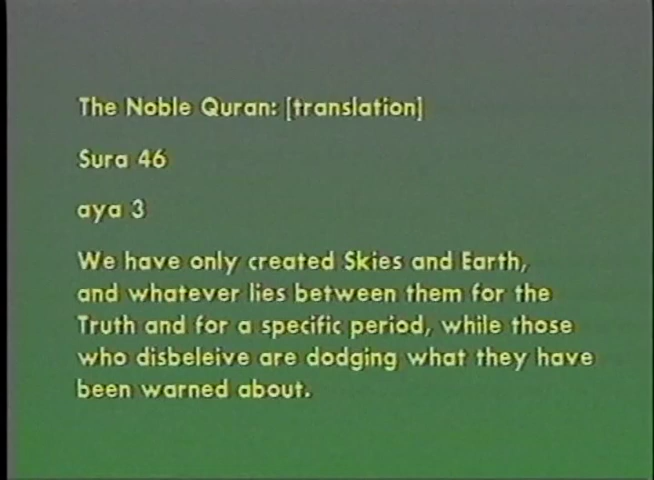 The Noble Quran: [translation]
Sura 46
aya 3
We have only created Skies and Earth,
and whatever lies between them for the
Truth and for a specific period, while those
who disbeleive are dodging what they have
been warned about.